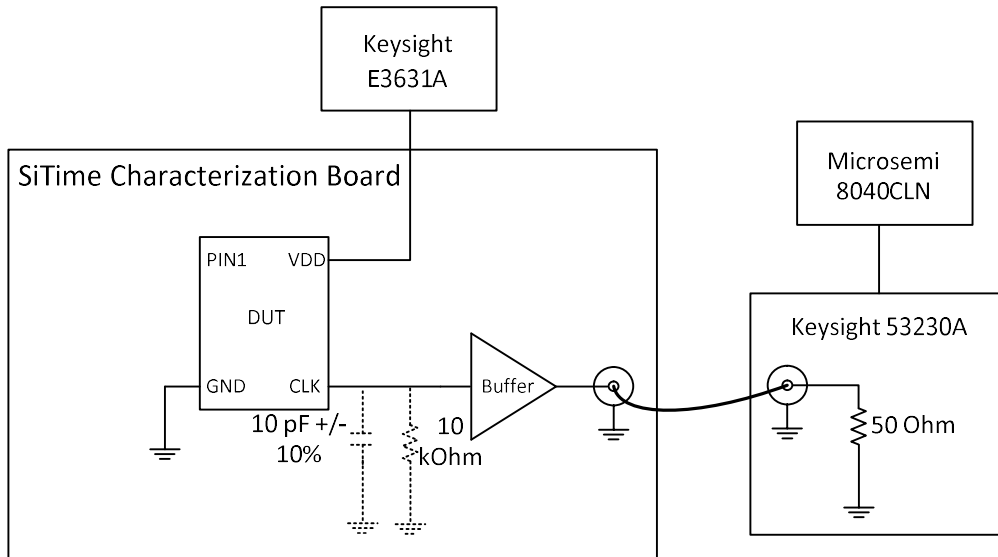 Keysight
E3631A
Microsemi
8040CLN
SiTime Characterization Board
PIN1 VDD
DUT
GND CLK
Keysight 53230A
Buffer
10 pF +/-
10%
10
kOhm
50 Ohm